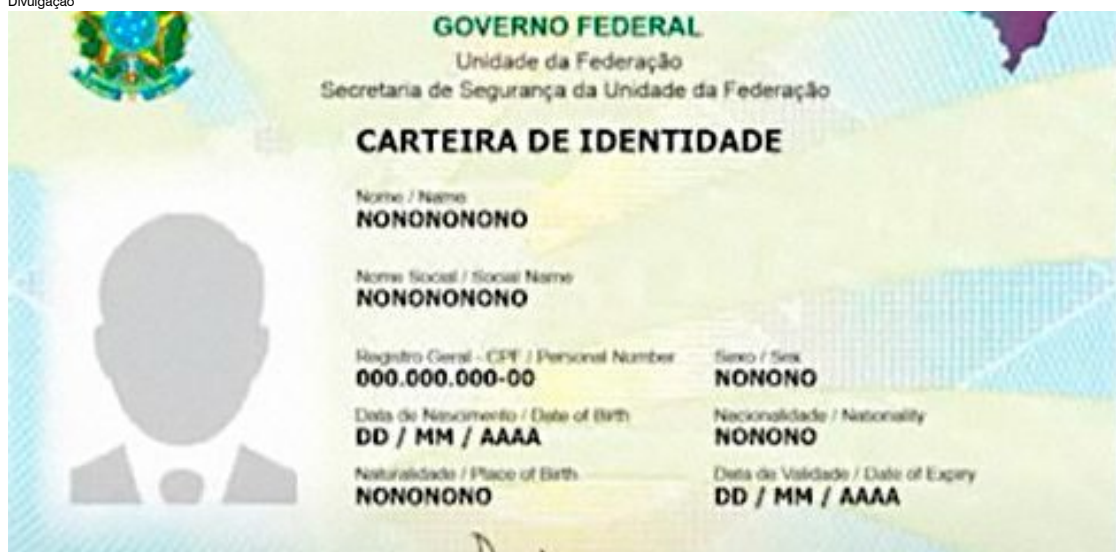 Divulgação
GOVERNO FEDERAL
Unidade da Federação
Secretaria de Segurança da Unidade da Federação
CARTEIRA DE IDENTIDADE
Nome / Name
NONONONONO
Nome Social / Social Name
NONONONONO
Registro Geral - CPF / Personal Number
000.000.000-00
Sexo / Sex
NONONO
Data de Nascimento / Date of Birth
DD / MM / AAAA
Nacionalidade / Nationality
NONONO
Naturalidade / Place of Birth
NONONONO
Data de Validade / Date of Expiry
DD / MM / AAAA